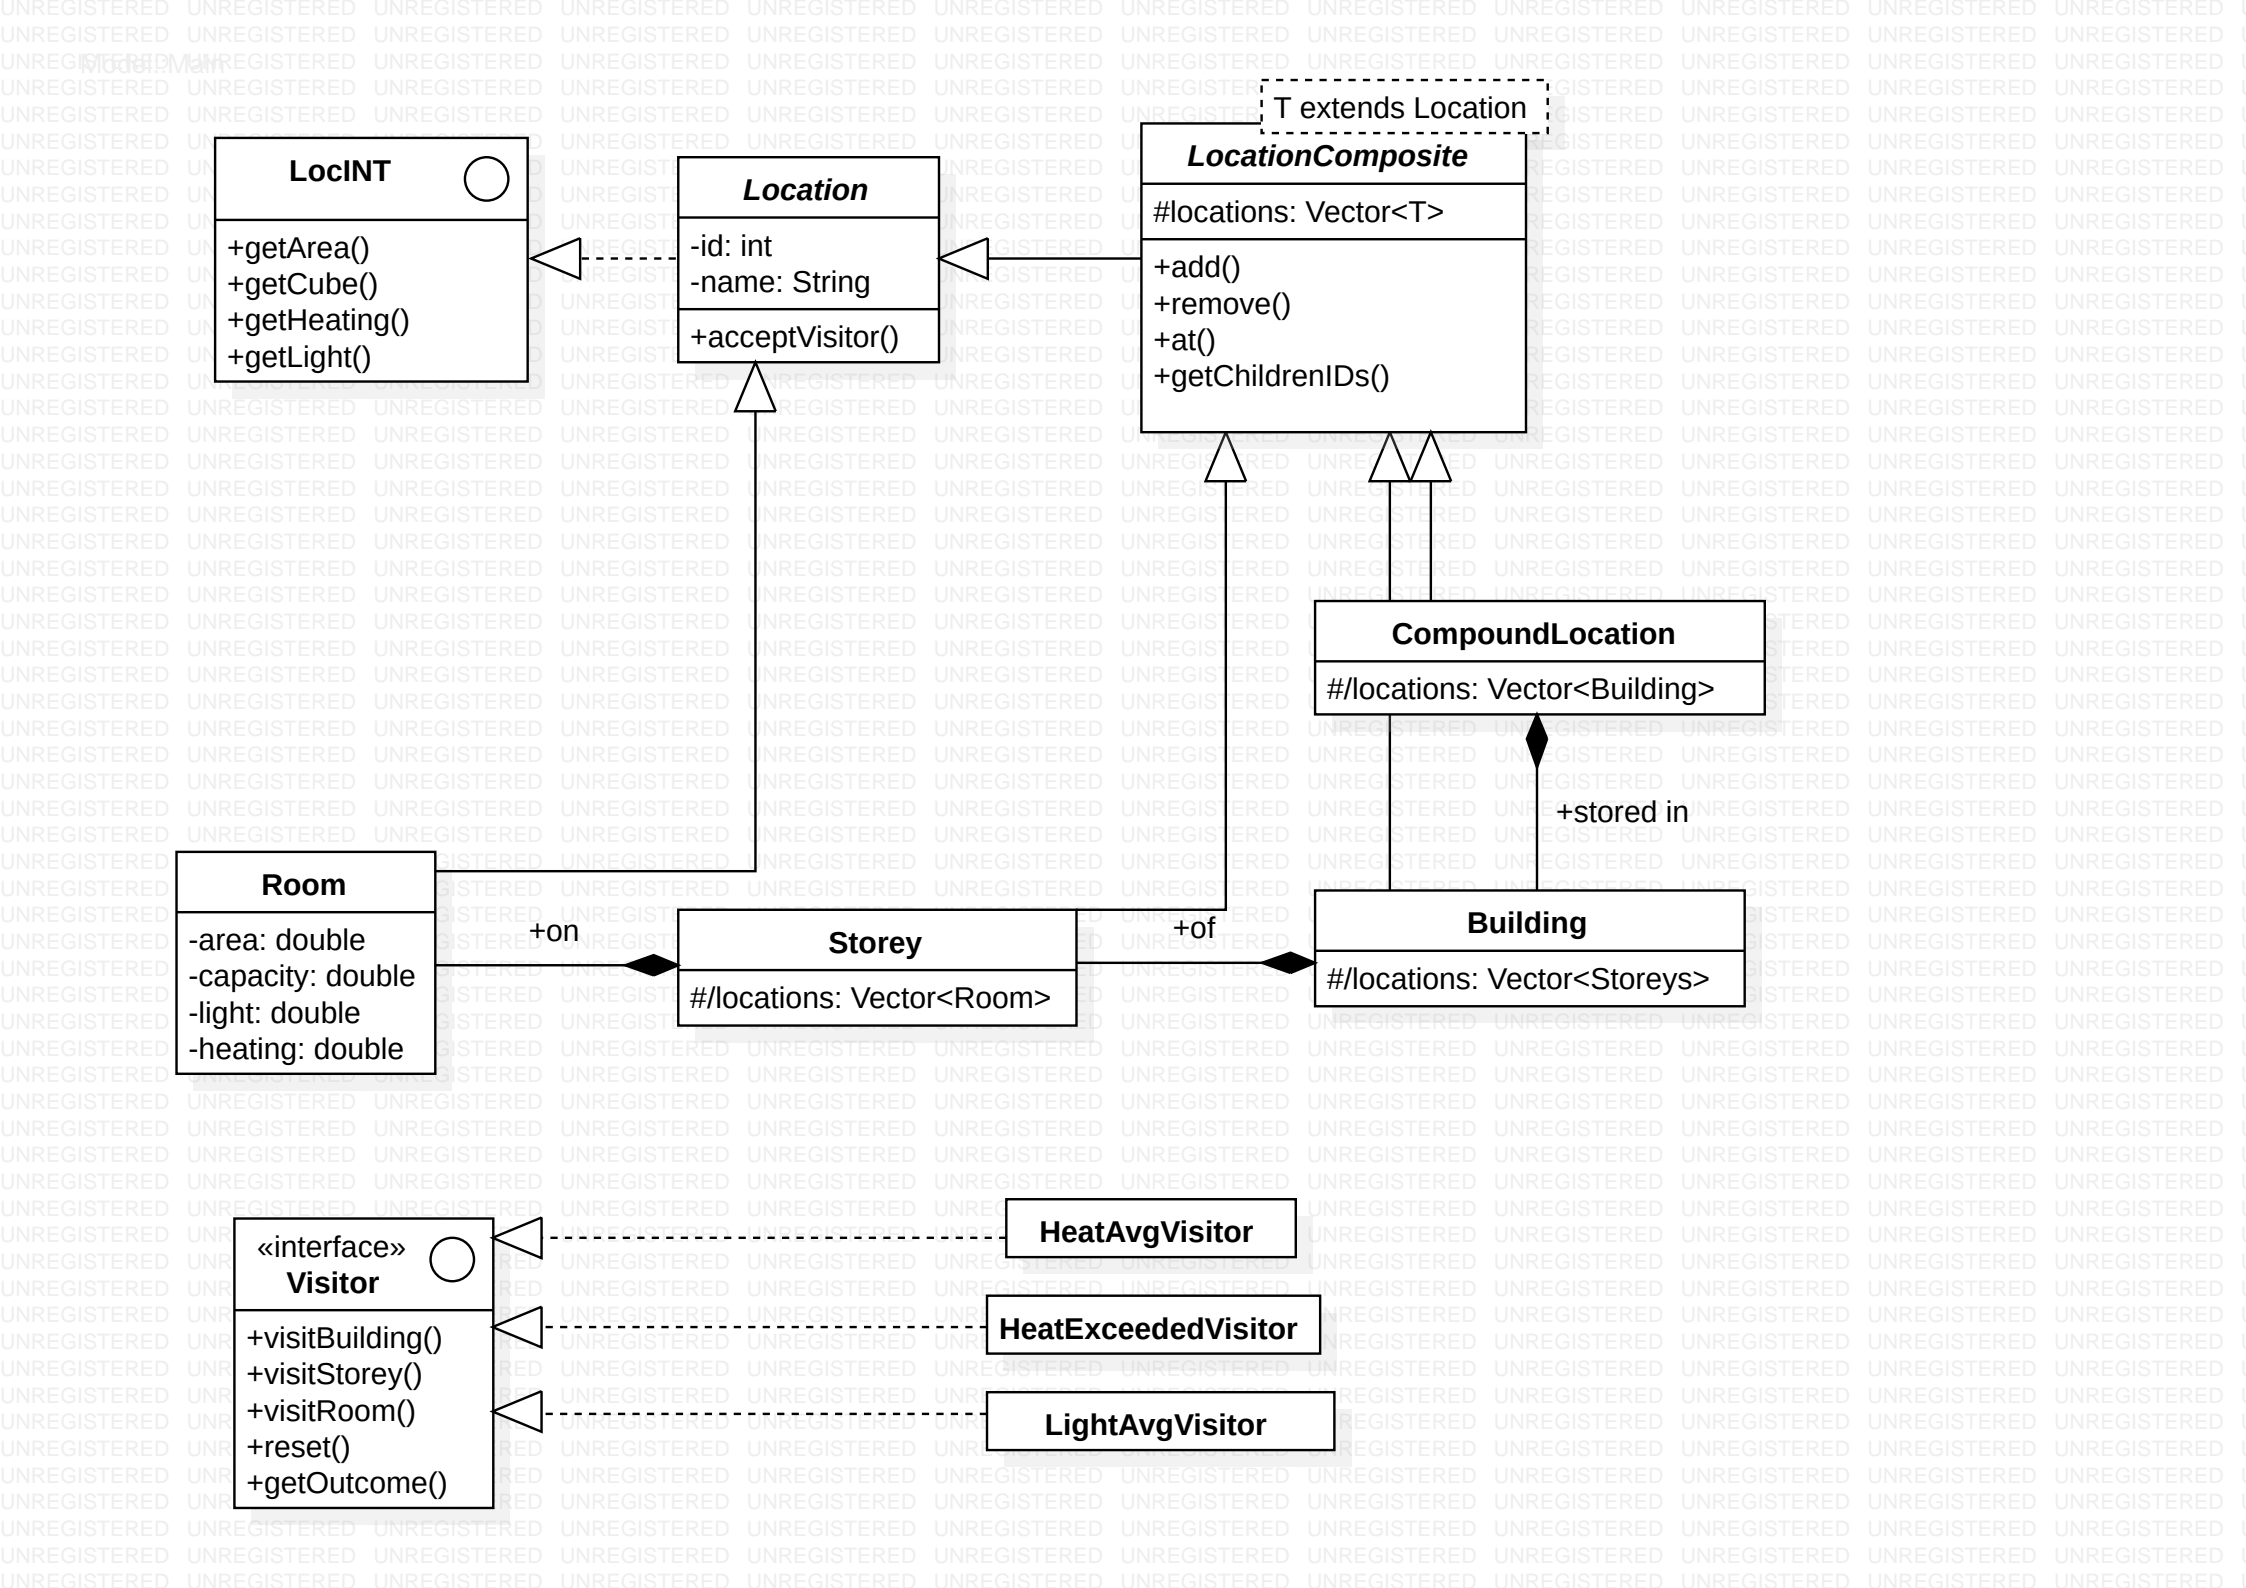 Model::Main
T extends Location
LocINT
+getArea()
+getCube()
+getHeating()
+getLight()
Location
-id: int
-name: String
+acceptVisitor()
LocationComposite
#locations: Vector<T>
+add()
+remove()
+at()
+getChildrenIDs()
CompoundLocation
#/locations: Vector<Building>
+stored in
Room
-area: double
-capacity: double
-light: double
-heating: double
+on
Storey
#/locations: Vector<Room>
+of
Building
#/locations: Vector<Storeys>
«interface»
Visitor
+visitBuilding()
+visitStorey()
+visitRoom()
+reset()
+getOutcome()
HeatAvgVisitor
HeatExceededVisitor
LightAvgVisitor
UNREGISTERED